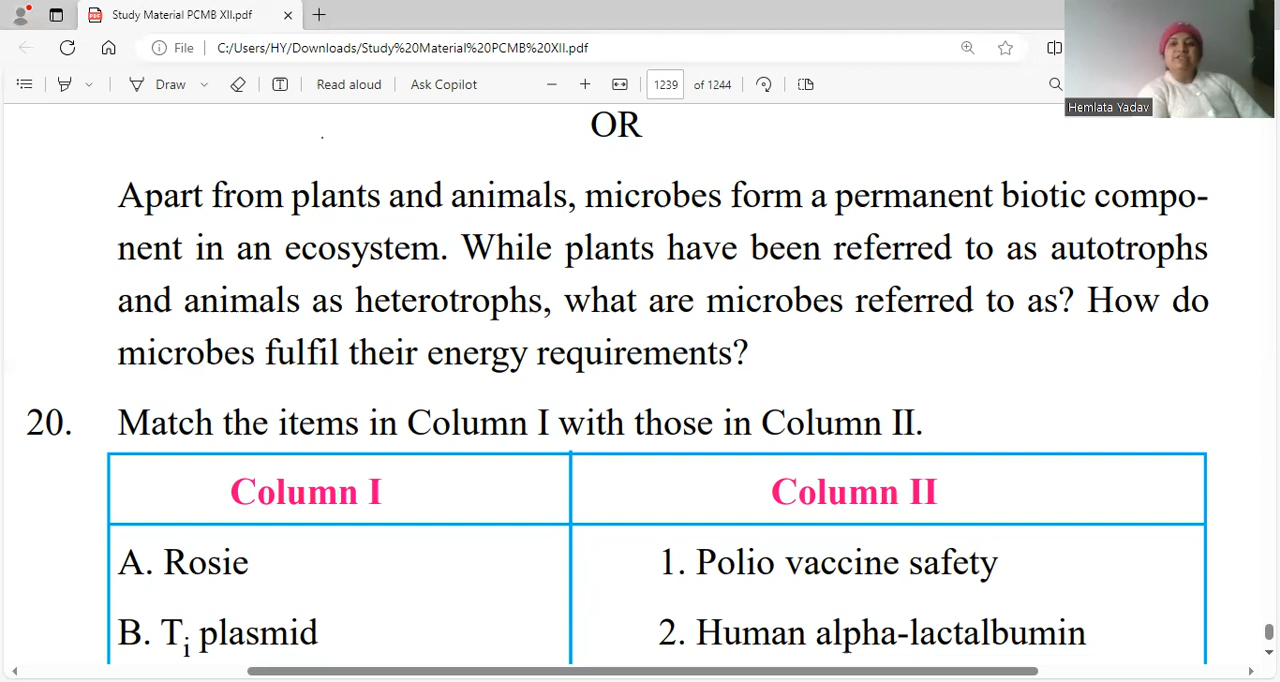 Study Material PCMB XII.pdf
File
C:/Users/HY/Downloads/Study%20Material%20PCMB%20XII.pdf
Draw
Read aloud
Ask Copilot
1239 of 1244
Hemlata Yadav
OR
Apart from plants and animals, microbes form a permanent biotic compo-
nent in an ecosystem. While plants have been referred to as autotrophs
and animals as heterotrophs, what are microbes referred to as? How do
microbes fulfil their energy requirements?
20. Match the items in Column I with those in Column II.
Column I Column II
A. Rosie 1. Polio vaccine safety
B. Ti plasmid 2. Human alpha-lactalbumin